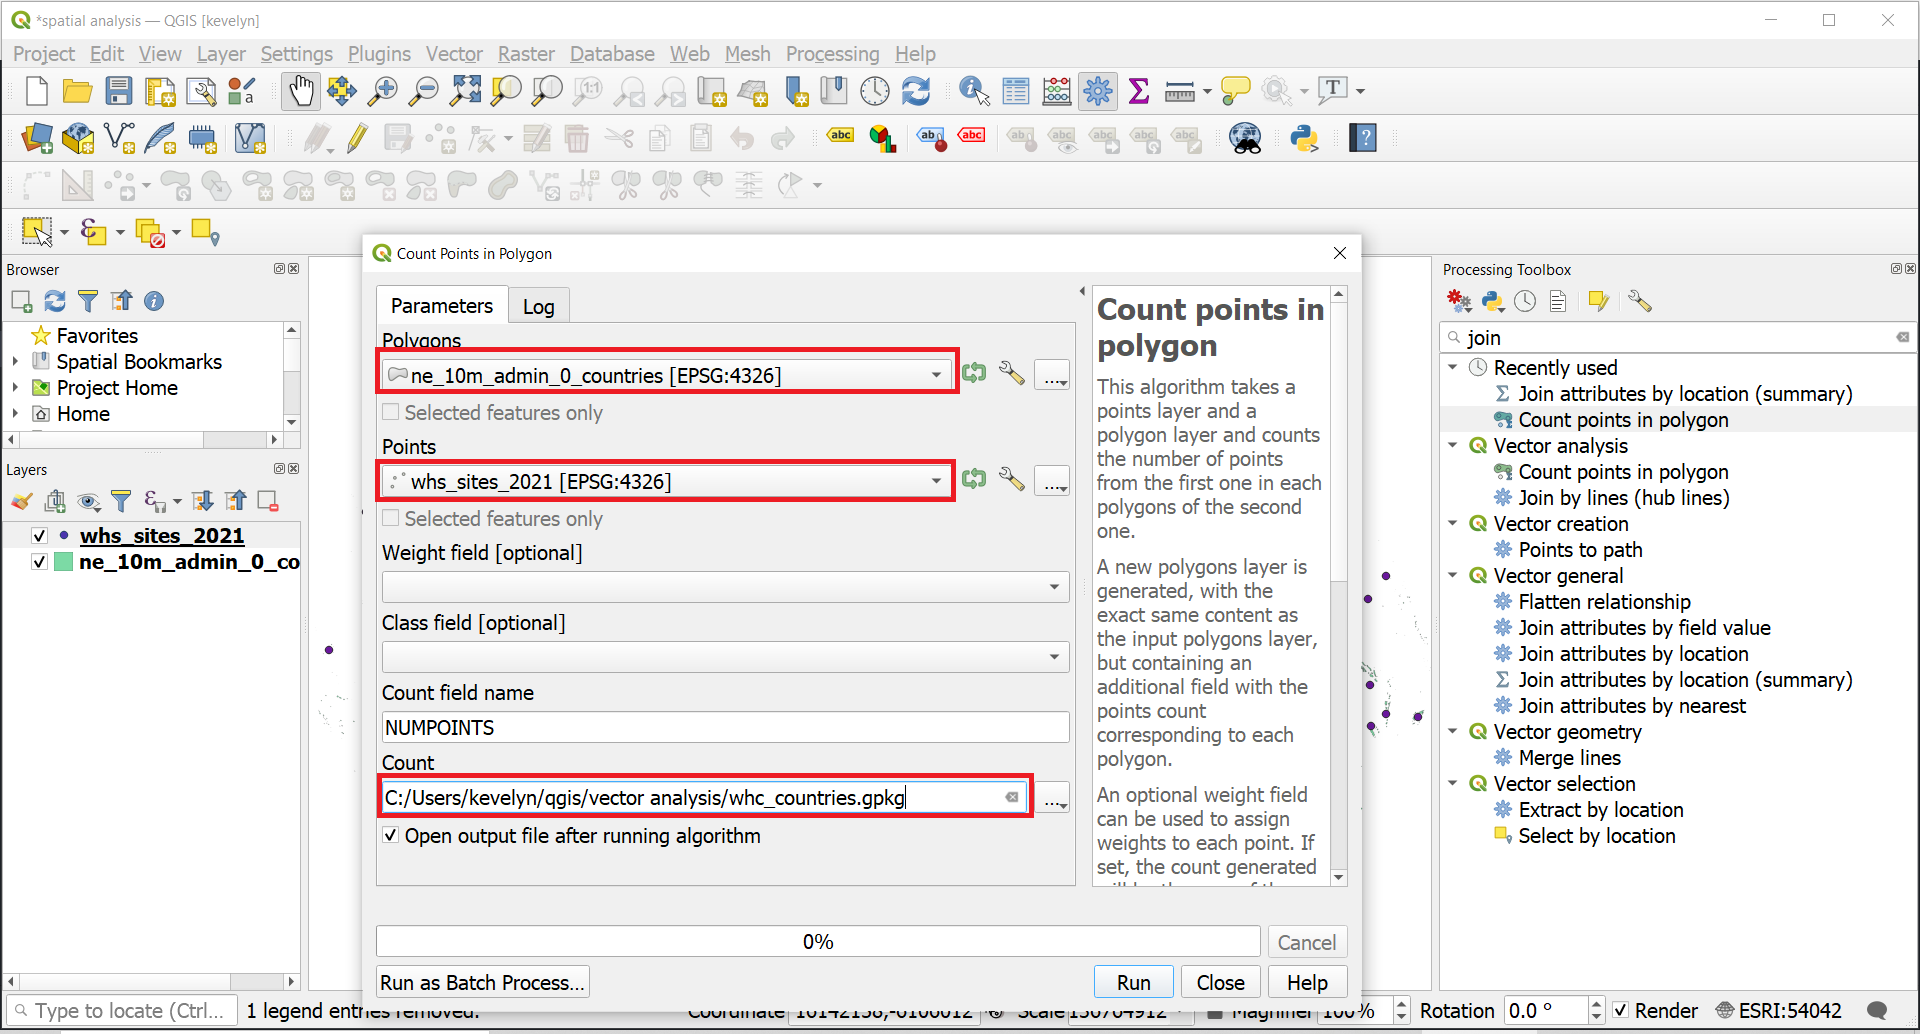 *spatial analysis — QGIS [kevelyn]
Project Edit View Layer Settings Plugins Vector Raster Database Web Mesh Processing Help
1:1
a
T
abc ab abc ab abc abc abc abc
?
ε
Browser
Favorites
Spatial Bookmarks
Project Home
Home
Layers
whs_sites_2021
ne_10m_admin_0_co
Count Points in Polygon
Parameters Log
Polygons
ne_10m_admin_0_countries [EPSG:4326]
...
Selected features only
Points
whs_sites_2021 [EPSG:4326]
...
Selected features only
Weight field [optional]
Class field [optional]
Count field name
NUMPOINTS
Count
C:/Users/kevelyn/qgis/vector analysis/whc_countries.gpkg
...
Open output file after running algorithm
Count points in
polygon
This algorithm takes a
points layer and a
polygon layer and counts
the number of points
from the first one in each
polygons of the second
one.
A new polygons layer is
generated, with the
exact same content as
the input polygons layer,
but containing an
additional field with the
points count
corresponding to each
polygon.
An optional weight field
can be used to assign
weights to each point. If
set, the count generated
0%
Cancel
Run as Batch Process... Run Close Help
Processing Toolbox
join
Recently used
Join attributes by location (summary)
Count points in polygon
Vector analysis
Count points in polygon
Join by lines (hub lines)
Vector creation
Points to path
Vector general
Flatten relationship
Join attributes by field value
Join attributes by location
Join attributes by location (summary)
Join attributes by nearest
Vector geometry
Merge lines
Vector selection
Extract by location
Select by location
Type to locate (Ctrl... 1 legend entries removed. Coordinate Scale Magnifier 100% Rotation 0.0 ° Render ESRI:54042